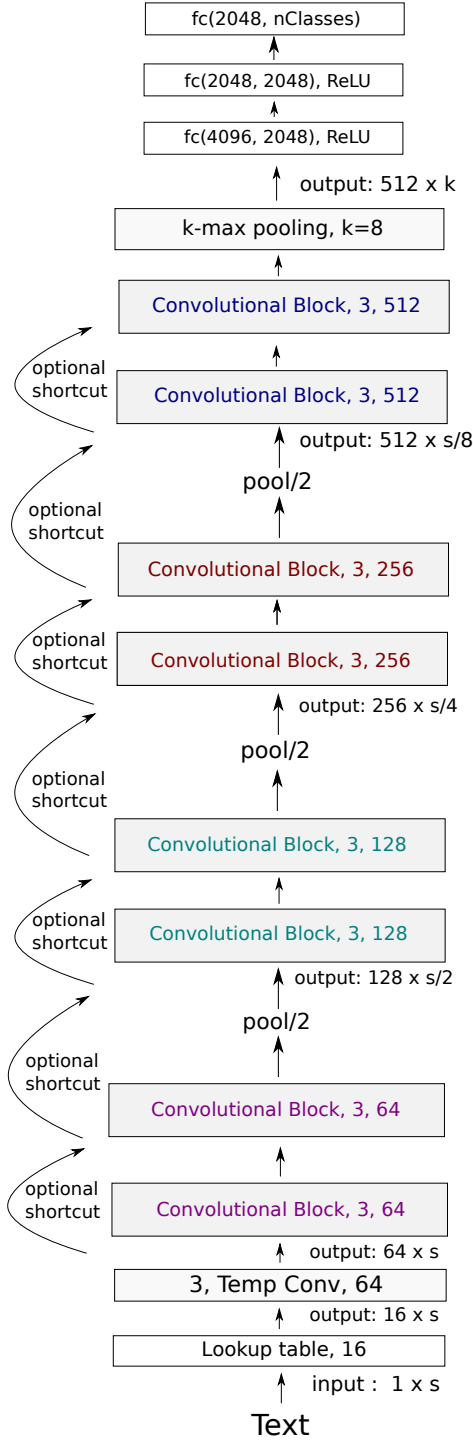 fc(2048, nClasses)
fc(2048, 2048), ReLU
fc(4096, 2048), ReLU
output: 512 x k
k-max pooling, k=8
Convolutional Block, 3, 512
optional
shortcut
Convolutional Block, 3, 512
output: 512 x s/8
pool/2
optional
shortcut
Convolutional Block, 3, 256
optional
shortcut
Convolutional Block, 3, 256
output: 256 x s/4
pool/2
optional
shortcut
Convolutional Block, 3, 128
optional
shortcut
Convolutional Block, 3, 128
output: 128 x s/2
pool/2
optional
shortcut
Convolutional Block, 3, 64
optional
shortcut
Convolutional Block, 3, 64
output: 64 x s
3, Temp Conv, 64
output: 16 x s
Lookup table, 16
input : 1 x s
Text